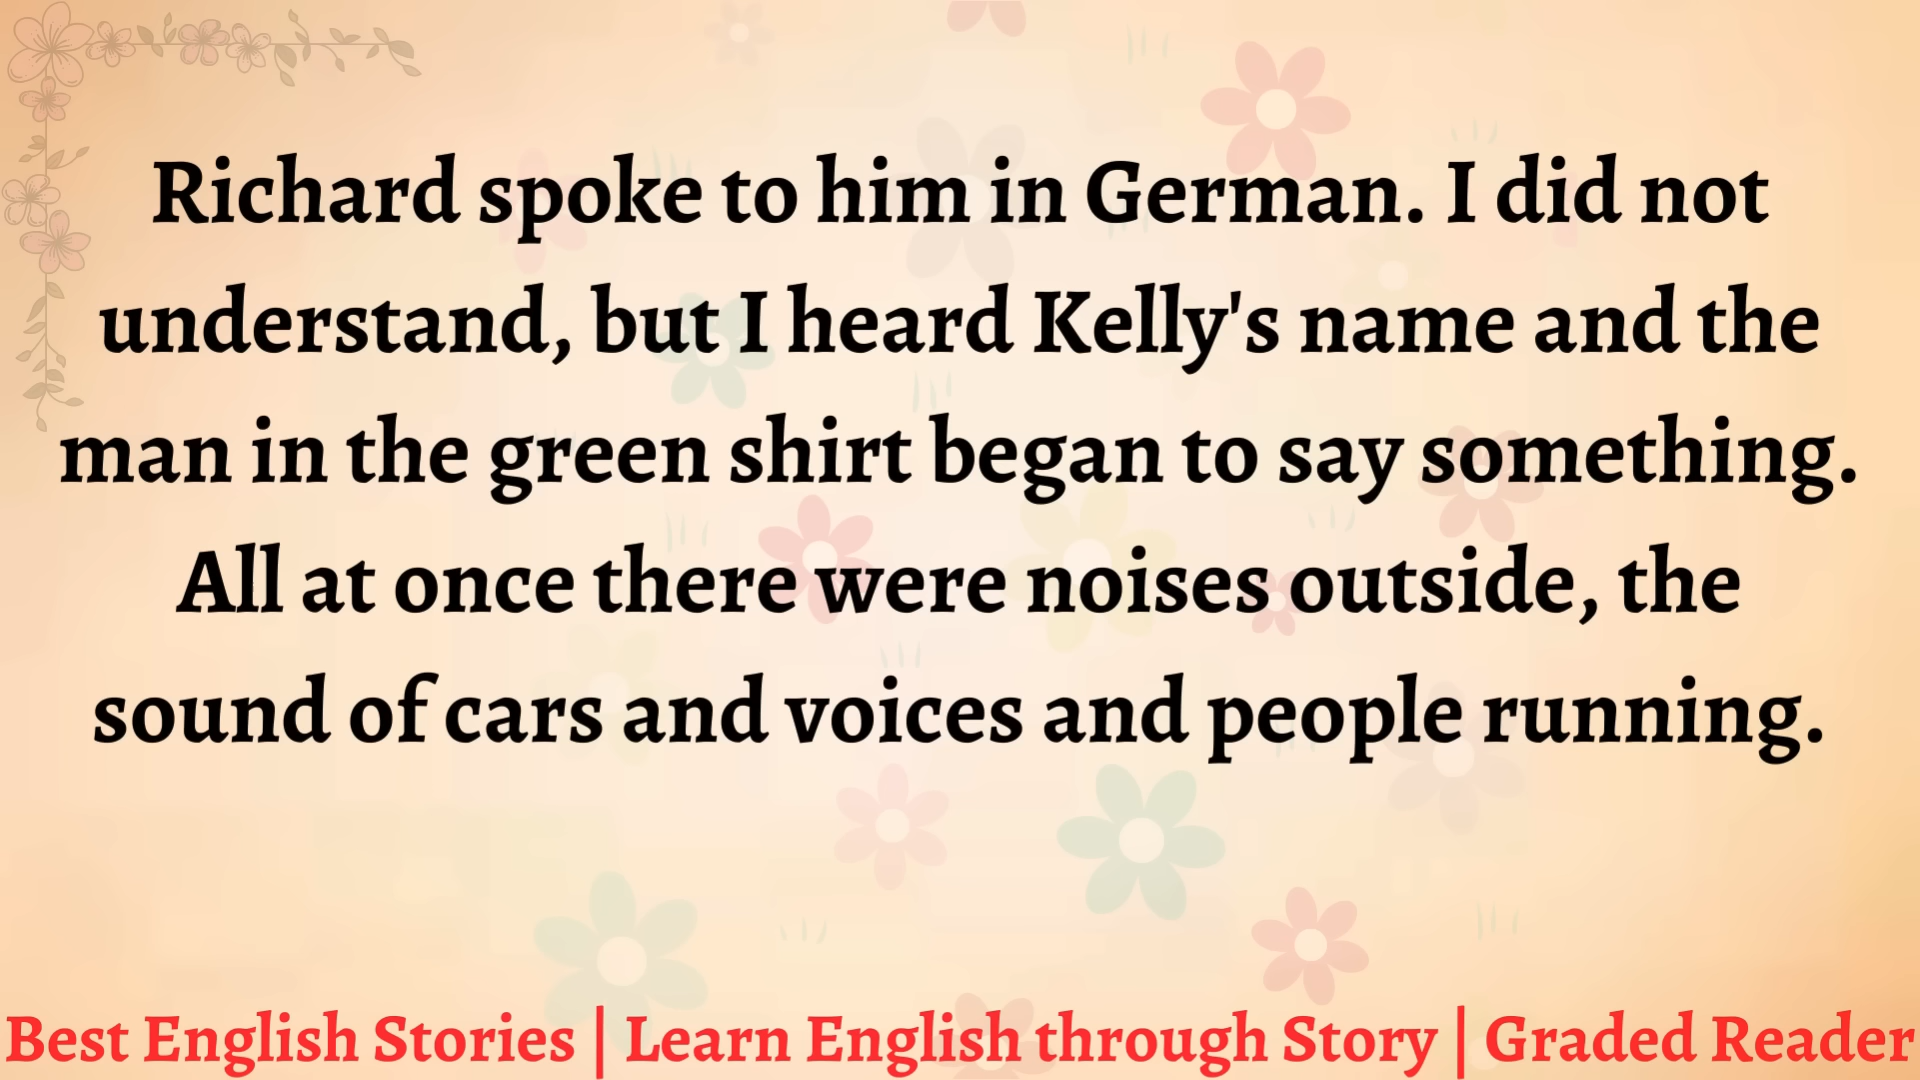 Richard spoke to him in German. I did not
understand, but I heard Kelly's name and the
man in the green shirt began to say something.
All at once there were noises outside, the
sound of cars and voices and people running.
Best English Stories | Learn English through Story | Graded Reader